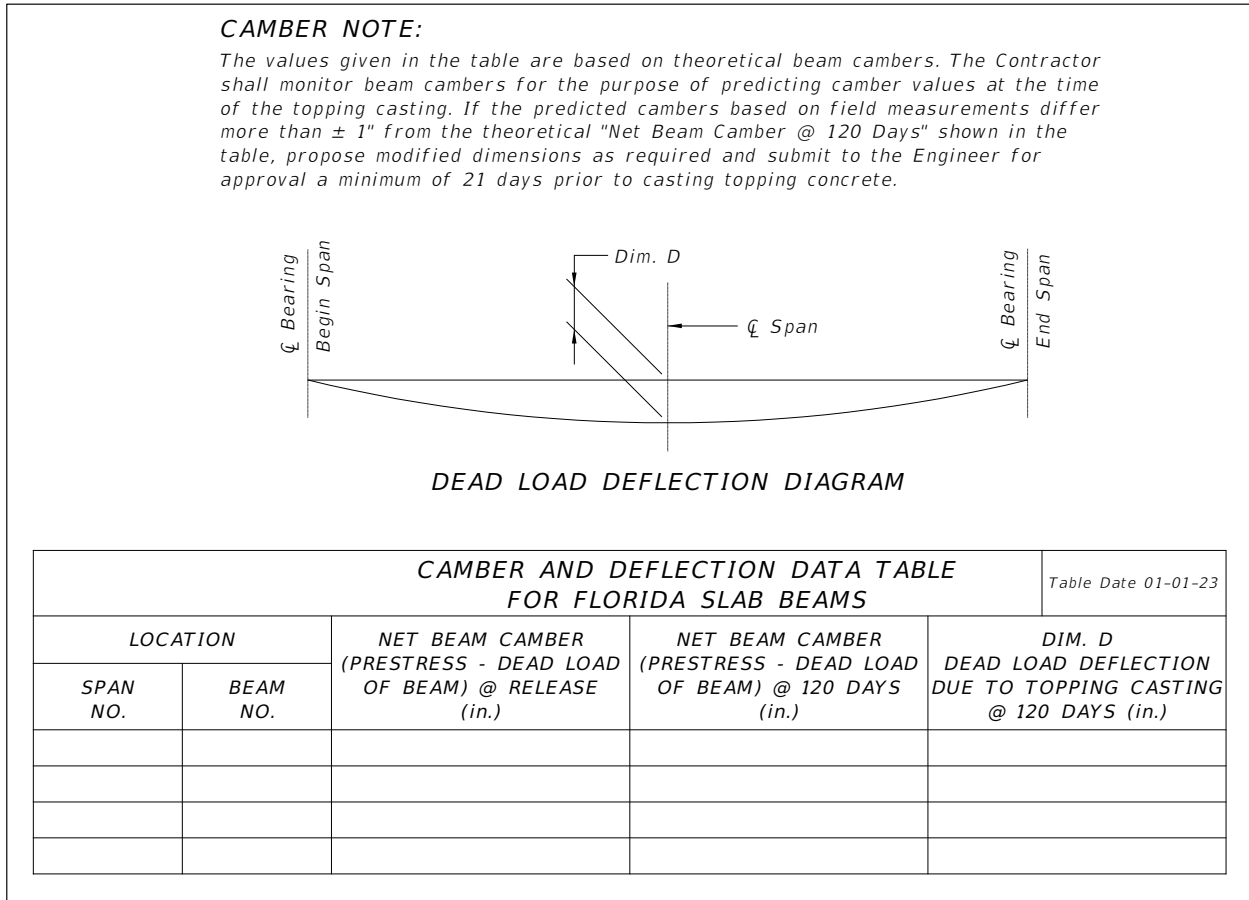 CAMBER NOTE:
The values given in the table are based on theoretical beam cambers. The Contractor
shall monitor beam cambers for the purpose of predicting camber values at the time
of the topping casting. If the predicted cambers based on field measurements differ
more than ± 1" from the theoretical "Net Beam Camber @ 120 Days" shown in the
table, propose modified dimensions as required and submit to the Engineer for
approval a minimum of 21 days prior to casting topping concrete.
℄ Bearing
Begin Span
Dim. D
℄ Span
℄ Bearing
End Span
DEAD LOAD DEFLECTION DIAGRAM
CAMBER AND DEFLECTION DATA TABLE
FOR FLORIDA SLAB BEAMS
Table Date 01-01-23
LOCATION
SPAN
NO.
BEAM
NO.
NET BEAM CAMBER
(PRESTRESS - DEAD LOAD
OF BEAM) @ RELEASE
(in.)
NET BEAM CAMBER
(PRESTRESS - DEAD LOAD
OF BEAM) @ 120 DAYS
(in.)
DIM. D
DEAD LOAD DEFLECTION
DUE TO TOPPING CASTING
@ 120 DAYS (in.)